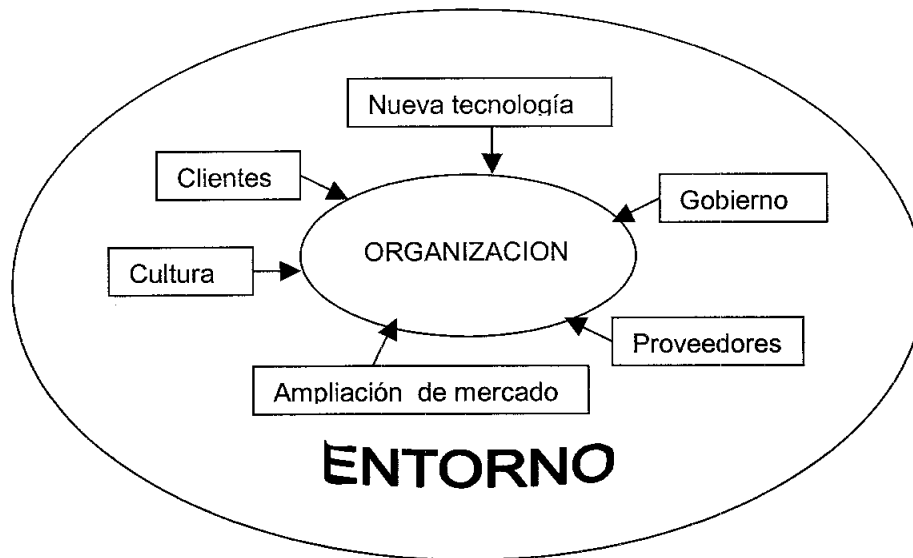 Nueva tecnología
Clientes
Gobierno
ORGANIZACION
Cultura
Proveedores
Ampliación de mercado
ENTORNO